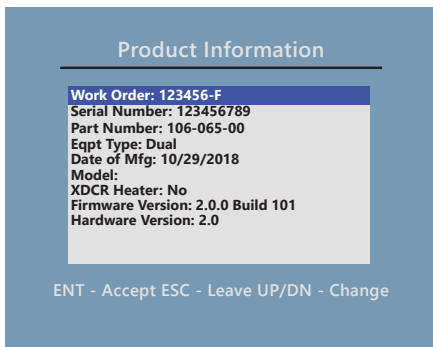 Product Information
Work Order: 123456-F
Serial Number: 123456789
Part Number: 106-065-00
Eqpt Type: Dual
Date of Mfg: 10/29/2018
Model:
XDCR Heater: No
Firmware Version: 2.0.0 Build 101
Hardware Version: 2.0
ENT - Accept ESC - Leave UP/DN - Change